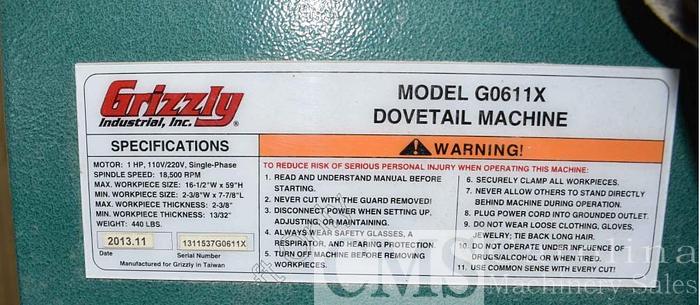 Grizzly
Industrial, Inc.®
MODEL G0611X
DOVETAIL MACHINE
SPECIFICATIONS
MOTOR: 1 HP, 110V/220V, Single-Phase
SPINDLE SPEED: 18,500 RPM
MAX. WORKPIECE SIZE: 16-1/2"W x 59"H
MIN. WORKPIECE SIZE: 2-3/8"W x 7-7/8"L
MAX. WORKPIECE THICKNESS: 2-3/8"
MIN. WORKPIECE THICKNESS: 13/32"
WEIGHT: 440 LBS.
2013.11
1311537G0611X
Date
Serial Number
Manufactured for Grizzly in Taiwan
WARNING!
TO REDUCE RISK OF SERIOUS PERSONAL INJURY WHEN OPERATING THIS MACHINE:
1. READ AND UNDERSTAND MANUAL BEFORE
STARTING.
2. NEVER CUT WITH THE GUARD REMOVED!
3. DISCONNECT POWER WHEN SETTING UP,
ADJUSTING, OR MAINTAINING.
4. ALWAYS WEAR SAFETY GLASSES, A
RESPIRATOR, AND HEARING PROTECTION.
5. TURN OFF MACHINE BEFORE REMOVING
WORKPIECES.
6. SECURELY CLAMP ALL WORKPIECES.
7. NEVER ALLOW OTHERS TO STAND DIRECTLY
BEHIND MACHINE DURING OPERATION.
8. PLUG POWER CORD INTO GROUNDED OUTLET.
9. DO NOT WEAR LOOSE CLOTHING, GLOVES,
JEWELRY; TIE BACK LONG HAIR.
10. DO NOT OPERATE UNDER INFLUENCE OF
DRUGS/ALCOHOL OR WHEN TIRED.
11. USE COMMON SENSE WITH EVERY CUT!
CMS
Machinery Sales